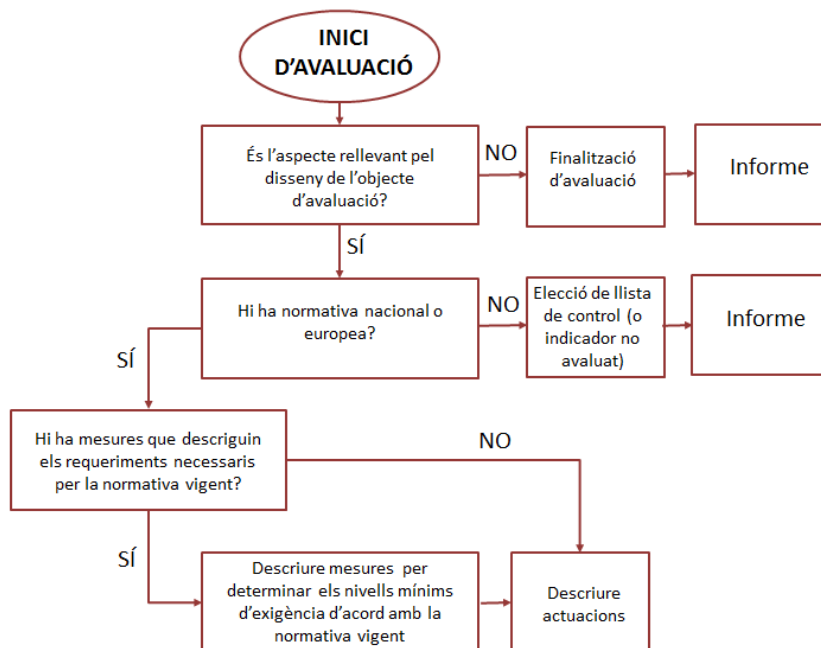 INICI
D'AVALUACIÓ
És l'aspecte rellevant pel
disseny de l'objecte
d'avaluació?
NO
Finalització
d'avaluació
Informe
SÍ
Hi ha normativa nacional o
europea?
NO
Elecció de llista
de control (o
indicador no
avaluat)
Informe
SÍ
Hi ha mesures que descriguin
els requeriments necessaris
per la normativa vigent?
NO
SÍ
Descriure mesures per
determinar els nivells mínims
d'exigència d'acord amb la
normativa vigent
Descriure
actuacions